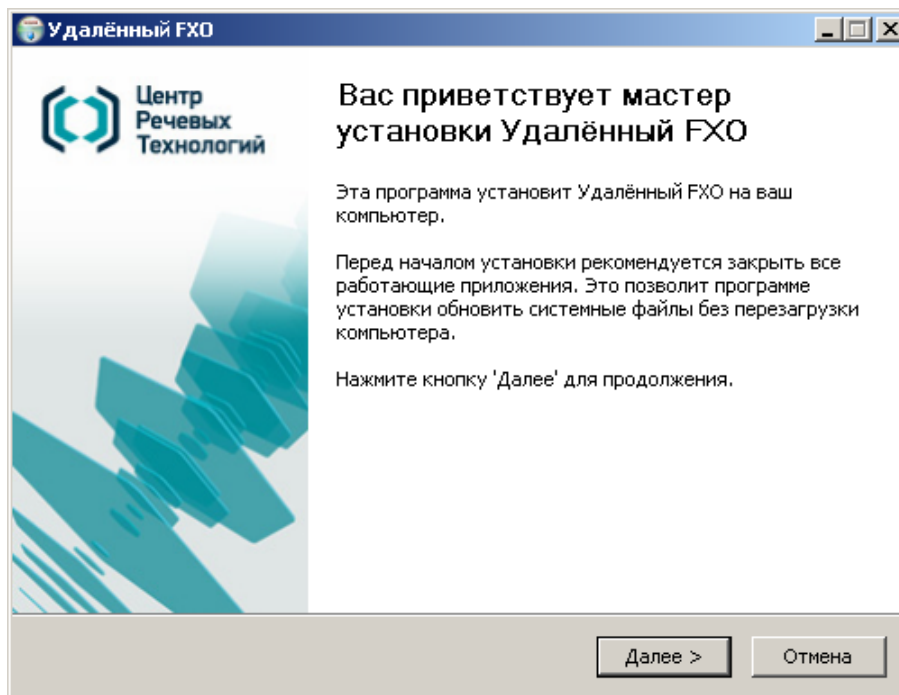 Удалённый FXO
Центр
Речевых
Технологий
Вас приветствует мастер
установки Удалённый FXO
Эта программа установит Удалённый FXO на ваш
компьютер.
Перед началом установки рекомендуется закрыть все
работающие приложения. Это позволит программе
установки обновить системные файлы без перезагрузки
компьютера.
Нажмите кнопку 'Далее' для продолжения.
Далее >
Отмена